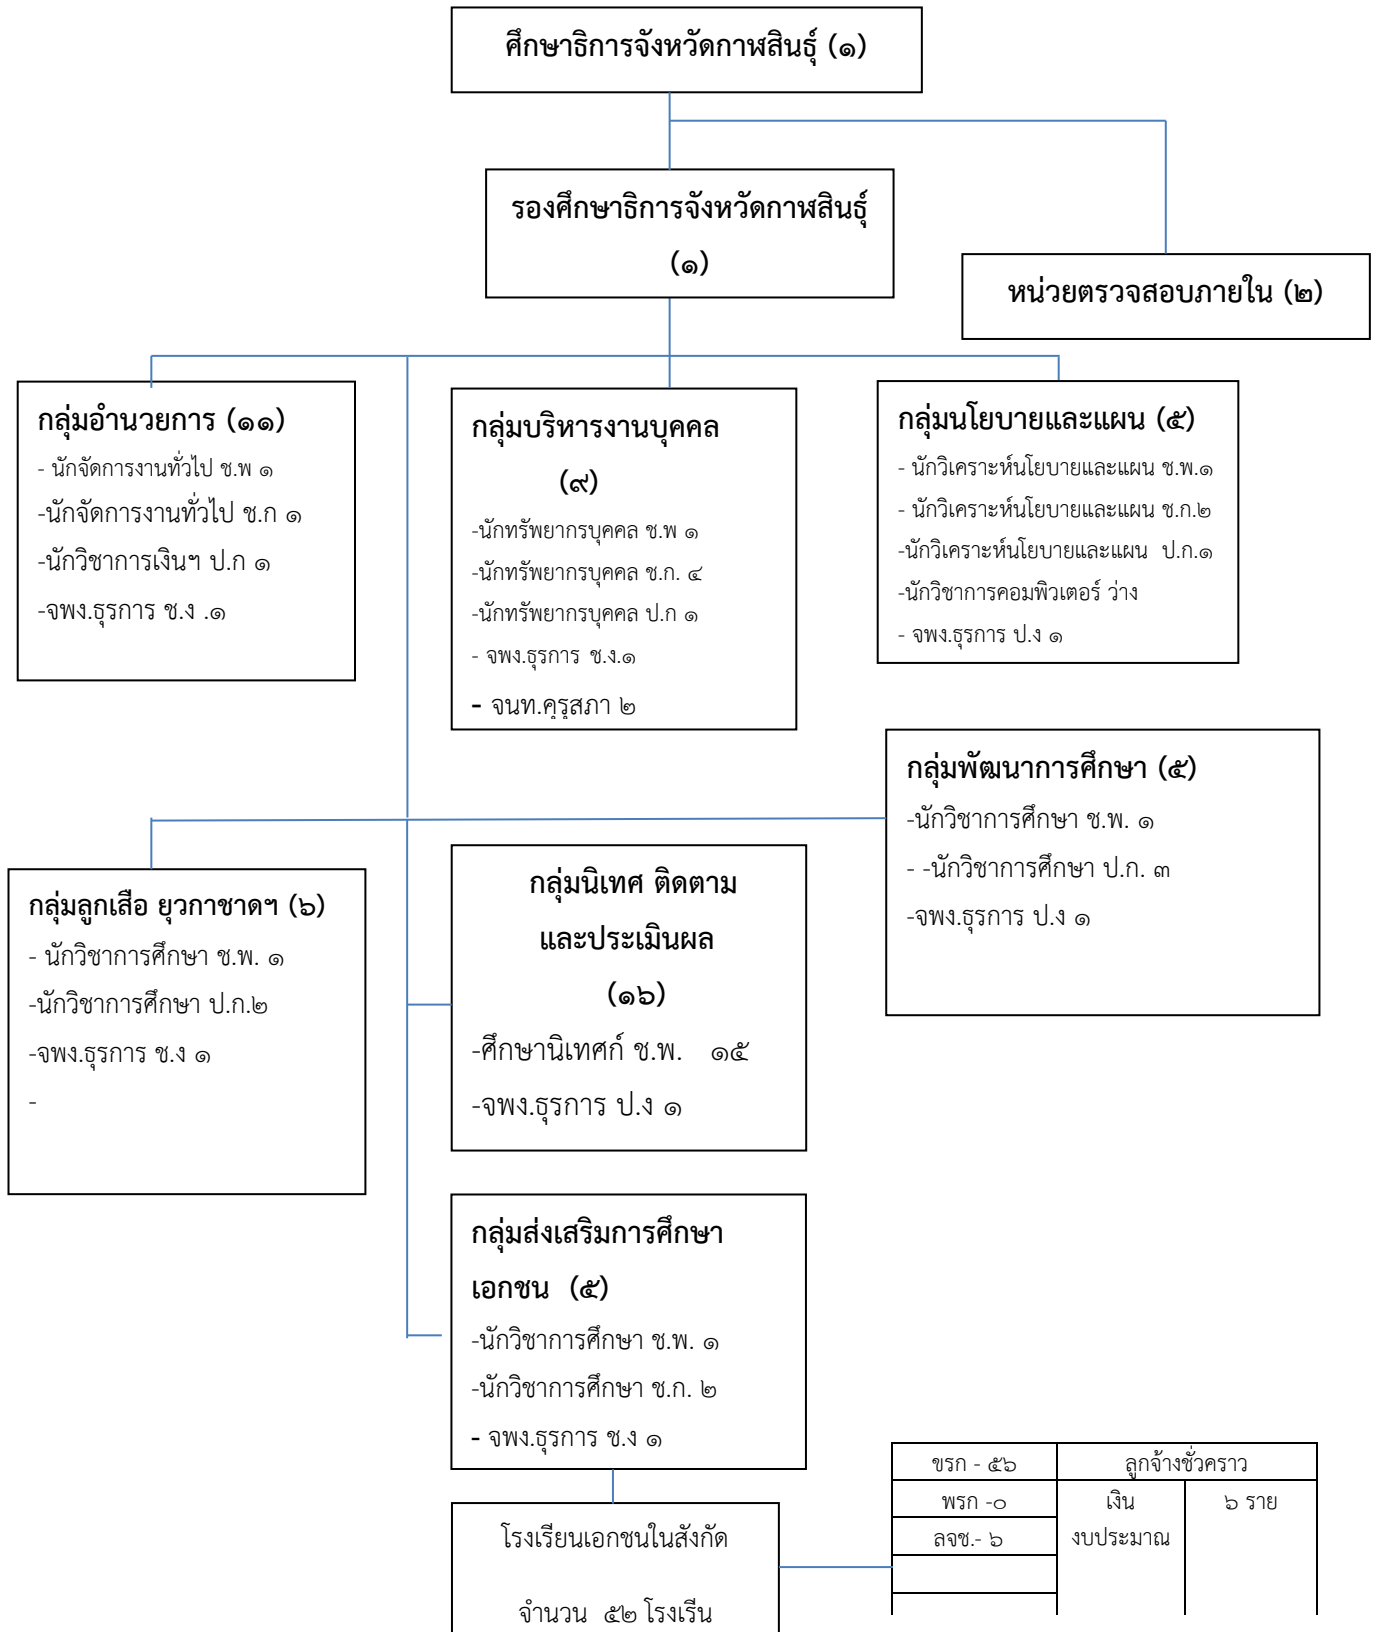 ศึกษาธิการจังหวัดกาฬสินธุ์ (๑)
รองศึกษาธิการจังหวัดกาฬสินธุ์
(๑)
หน่วยตรวจสอบภายใน (๒)
กลุ่มอำนวยการ (๑๑)
- นักจัดการงานทั่วไป ช.พ ๑
-นักจัดการงานทั่วไป ช.ก ๑
-นักวิชาการเงินฯ ป.ก ๑
-จพง.ธุรการ ช.ง .๑
กลุ่มบริหารงานบุคคล
(๙)
-นักทรัพยากรบุคคล ช.พ ๑
-นักทรัพยากรบุคคล ช.ก. ๔
-นักทรัพยากรบุคคล ป.ก ๑
- จพง.ธุรการ ช.ง.๑
- จนท.คุรุสภา ๒
กลุ่มนโยบายและแผน (๕)
- นักวิเคราะห์นโยบายและแผน ช.พ.๑
- นักวิเคราะห์นโยบายและแผน ช.ก.๒
-นักวิเคราะห์นโยบายและแผน ป.ก.๑
-นักวิชาการคอมพิวเตอร์ ว่าง
- จพง.ธุรการ ป.ง ๑
กลุ่มพัฒนาการศึกษา (๕)
-นักวิชาการศึกษา ช.พ. ๑
- -นักวิชาการศึกษา ป.ก. ๓
-จพง.ธุรการ ป.ง ๑
กลุ่มลูกเสือ ยุวกาชาดฯ (๖)
- นักวิชาการศึกษา ช.พ. ๑
-นักวิชาการศึกษา ป.ก.๒
-จพง.ธุรการ ช.ง ๑
-
กลุ่มนิเทศ ติดตาม
และประเมินผล
(๑๖)
-ศึกษานิเทศก์ ช.พ. ๑๕
-จพง.ธุรการ ป.ง ๑
กลุ่มส่งเสริมการศึกษา
เอกชน (๕)
-นักวิชาการศึกษา ช.พ. ๑
-นักวิชาการศึกษา ช.ก. ๒
- จพง.ธุรการ ช.ง ๑
โรงเรียนเอกชนในสังกัด
จำนวน ๕๒ โรงเรีน
ขรก - ๕๖ ลูกจ้างชั่วคราว
พรก -๐ เงิน ๖ ราย
ลจช.- ๖ งบประมาณ